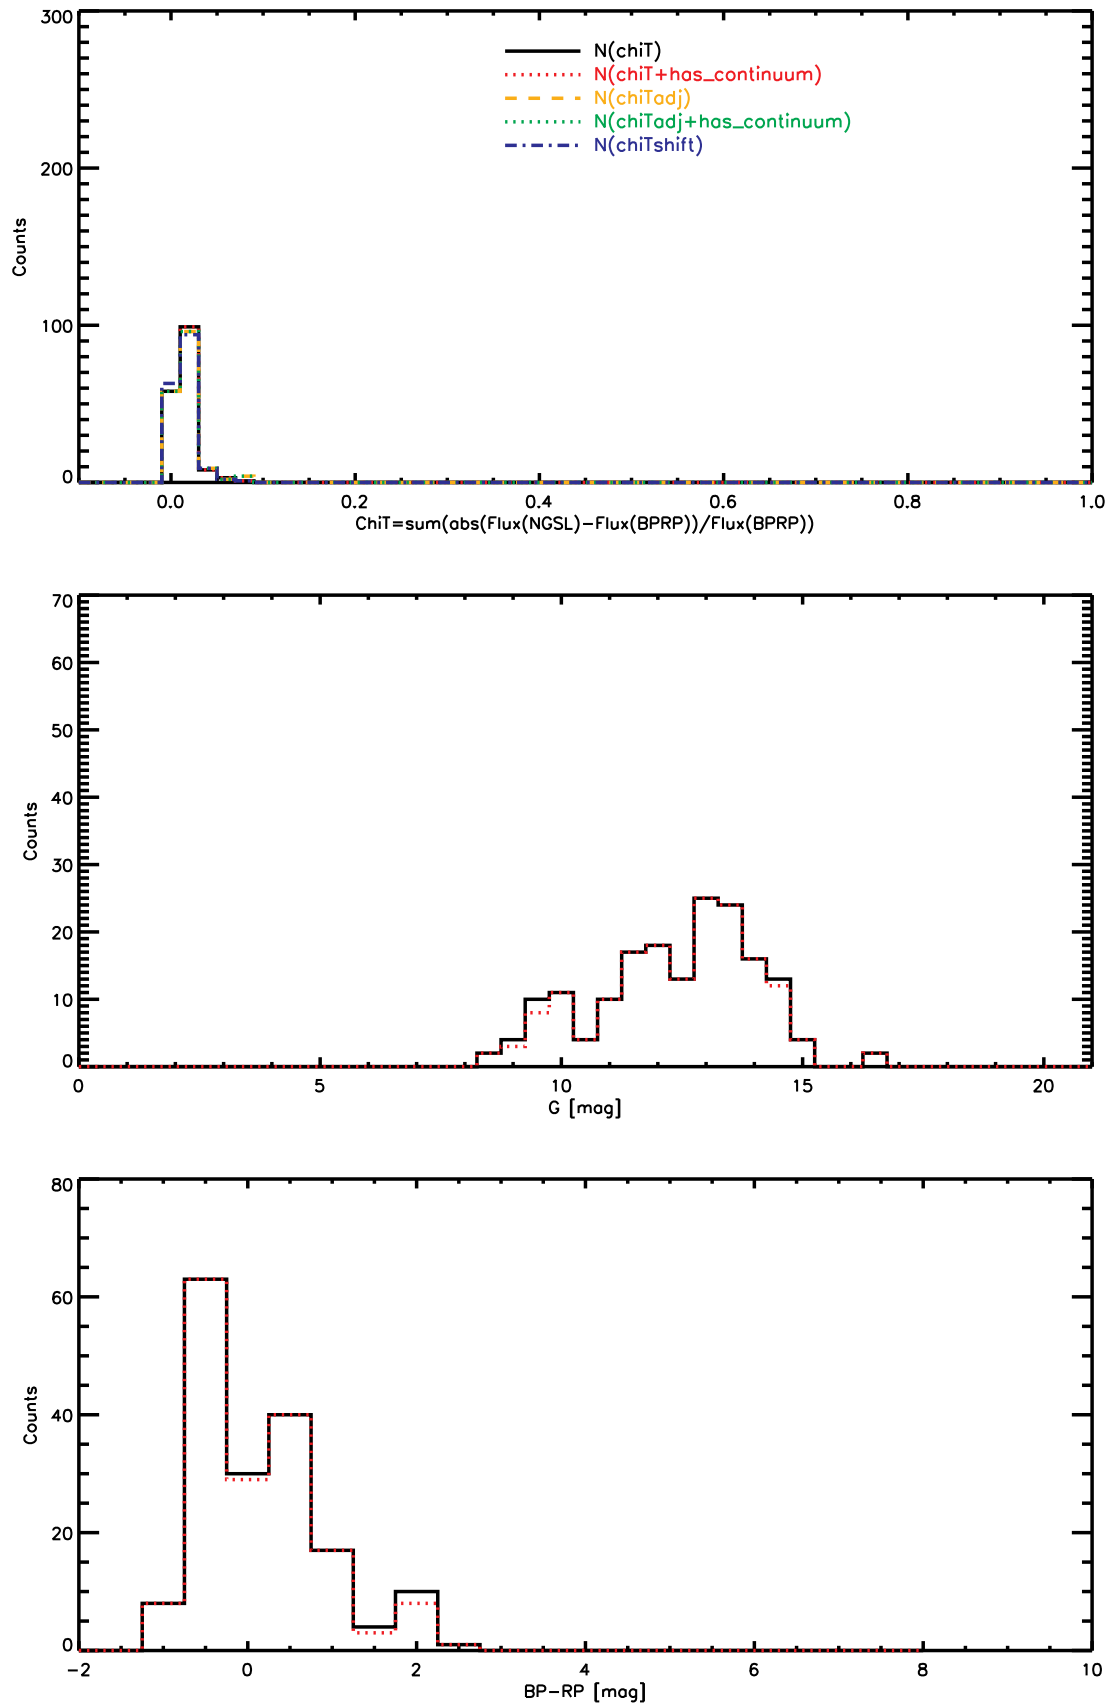 300
200
100
0
Counts
N(chiT)
N(chiT+has_continuum)
N(chiTadj)
N(chiTadj+has_continuum)
N(chiTshift)
0.0 0.2 0.4 0.6 0.8 1.0
ChiT=sum(abs(Flux(NGSL)-Flux(BPRP))/Flux(BPRP))
70
60
50
40
30
20
10
0
Counts
0 5 10 15 20
G [mag]
80
60
40
20
0
Counts
-2 0 2 4 6 8 10
BP-RP [mag]